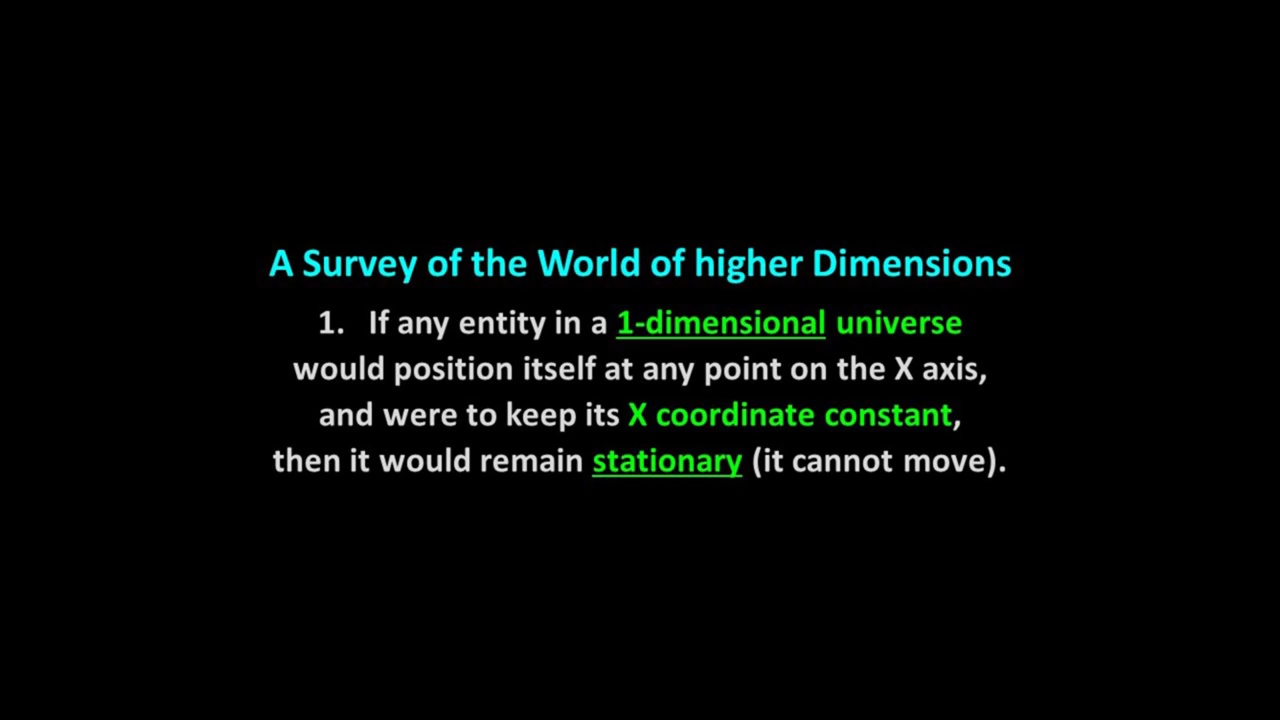 A Survey of the World of higher Dimensions
1. If any entity in a 1-dimensional universe
would position itself at any point on the X axis,
and were to keep its X coordinate constant,
then it would remain stationary (it cannot move).